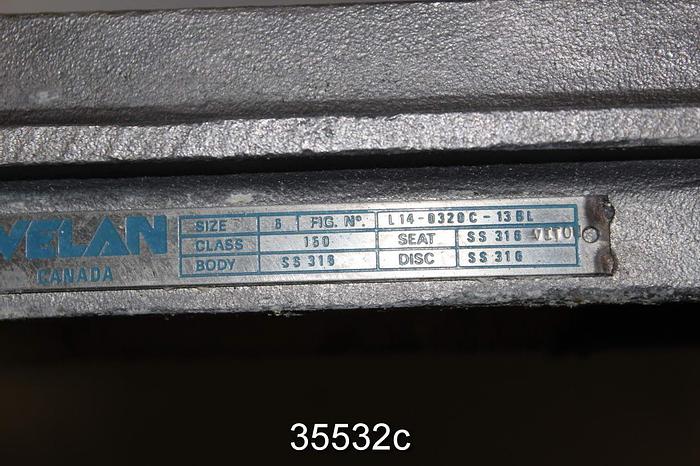 VELAN
CANADA
SIZE 6 FIG. Nº. L14-0320C-13BL
CLASS 150 SEAT SS 316
BODY SS 316 DISC SS 316
35532c